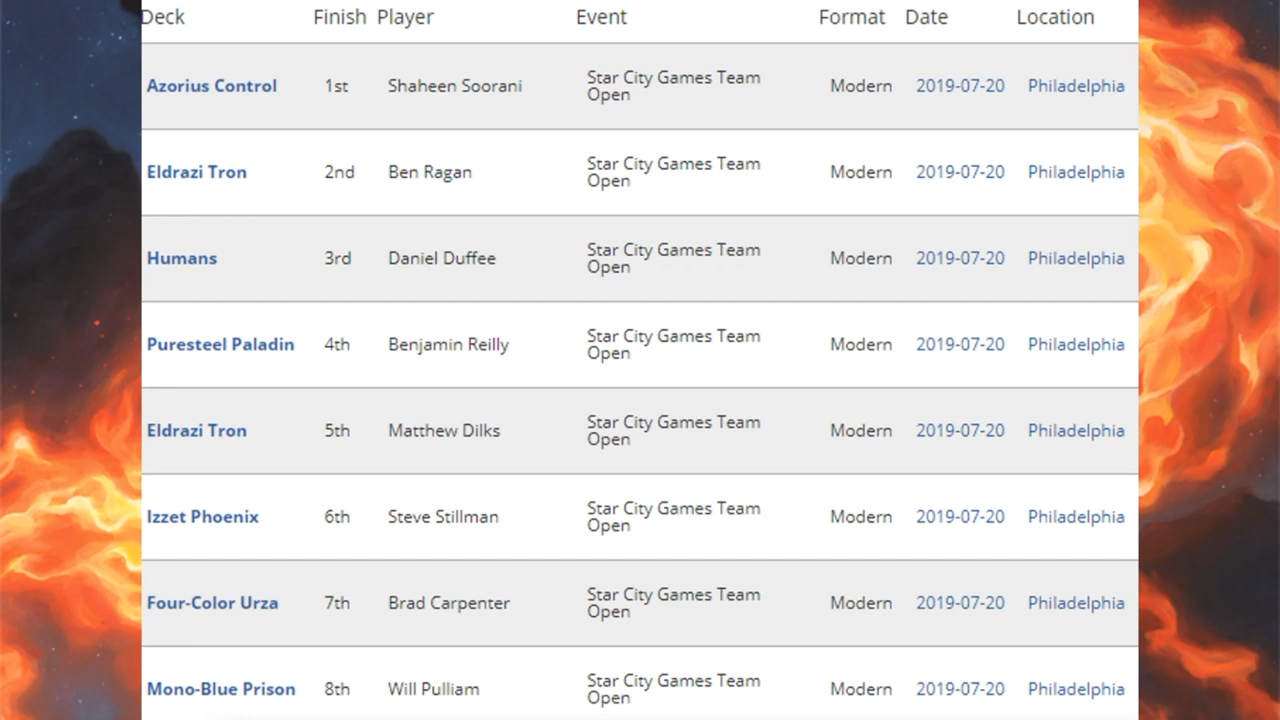 Deck Finish Player Event Format Date Location
Azorius Control 1st Shaheen Soorani Star City Games Team Open Modern 2019-07-20 Philadelphia
Eldrazi Tron 2nd Ben Ragan Star City Games Team Open Modern 2019-07-20 Philadelphia
Humans 3rd Daniel Duffee Star City Games Team Open Modern 2019-07-20 Philadelphia
Puresteel Paladin 4th Benjamin Reilly Star City Games Team Open Modern 2019-07-20 Philadelphia
Eldrazi Tron 5th Matthew Dilks Star City Games Team Open Modern 2019-07-20 Philadelphia
Izzet Phoenix 6th Steve Stillman Star City Games Team Open Modern 2019-07-20 Philadelphia
Four-Color Urza 7th Brad Carpenter Star City Games Team Open Modern 2019-07-20 Philadelphia
Mono-Blue Prison 8th Will Pulliam Star City Games Team Open Modern 2019-07-20 Philadelphia